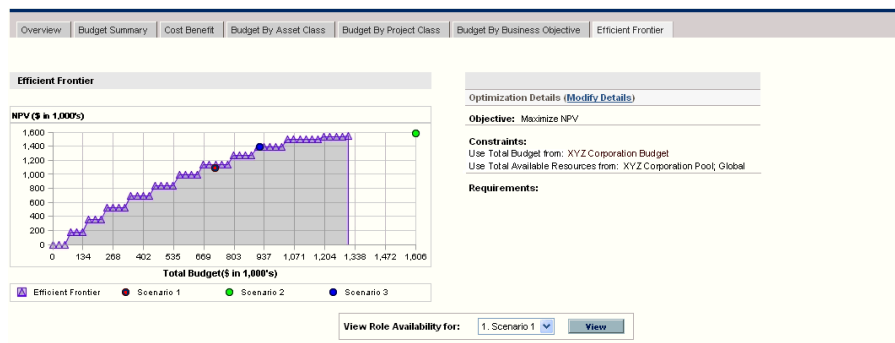 Overview Budget Summary Cost Benefit Budget By Asset Class Budget By Project Class Budget By Business Objective Efficient Frontier
Efficient Frontier
NPV ($ in 1,000's)
1,600
1,400
1,200
1,000
800
600
400
200
0
0 134 268 402 535 669 803 937 1,071 1,204 1,338 1,472 1,606
Total Budget($ in 1,000's)
Efficient Frontier Scenario 1 Scenario 2 Scenario 3
Optimization Details (Modify Details)
Objective: Maximize NPV
Constraints:
Use Total Budget from: XYZ Corporation Budget
Use Total Available Resources from: XYZ Corporation Pool; Global
Requirements:
View Role Availability for: 1. Scenario 1 View